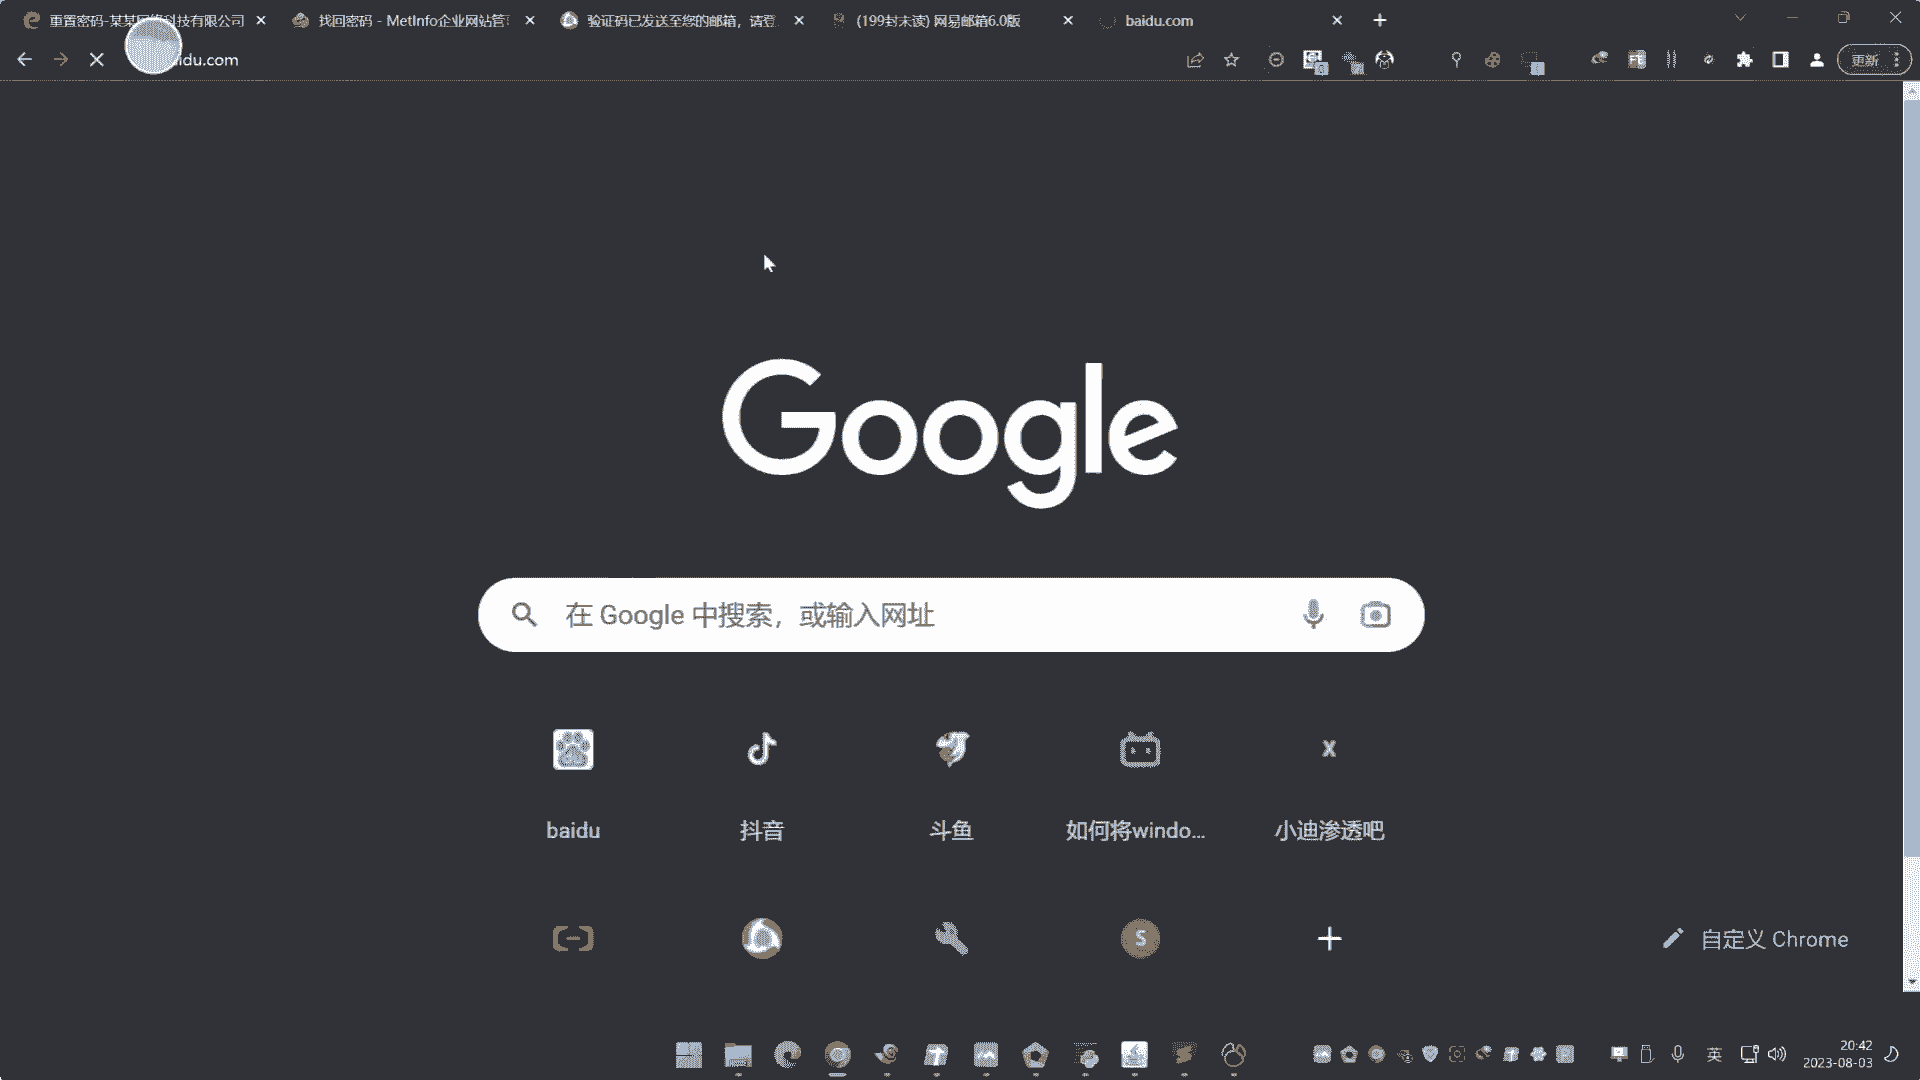 重置密码-某某网络科技有限公司
找回密码 - MetInfo企业网站管
验证码已发送至您的邮箱，请登
(199封未读) 网易邮箱6.0版
baidu.com
idu.com
更新
Google
在 Google 中搜索，或输入网址
baidu
抖音
斗鱼
如何将windo...
X
小迪渗透吧
S
自定义 Chrome
英
20:42
2023-08-03